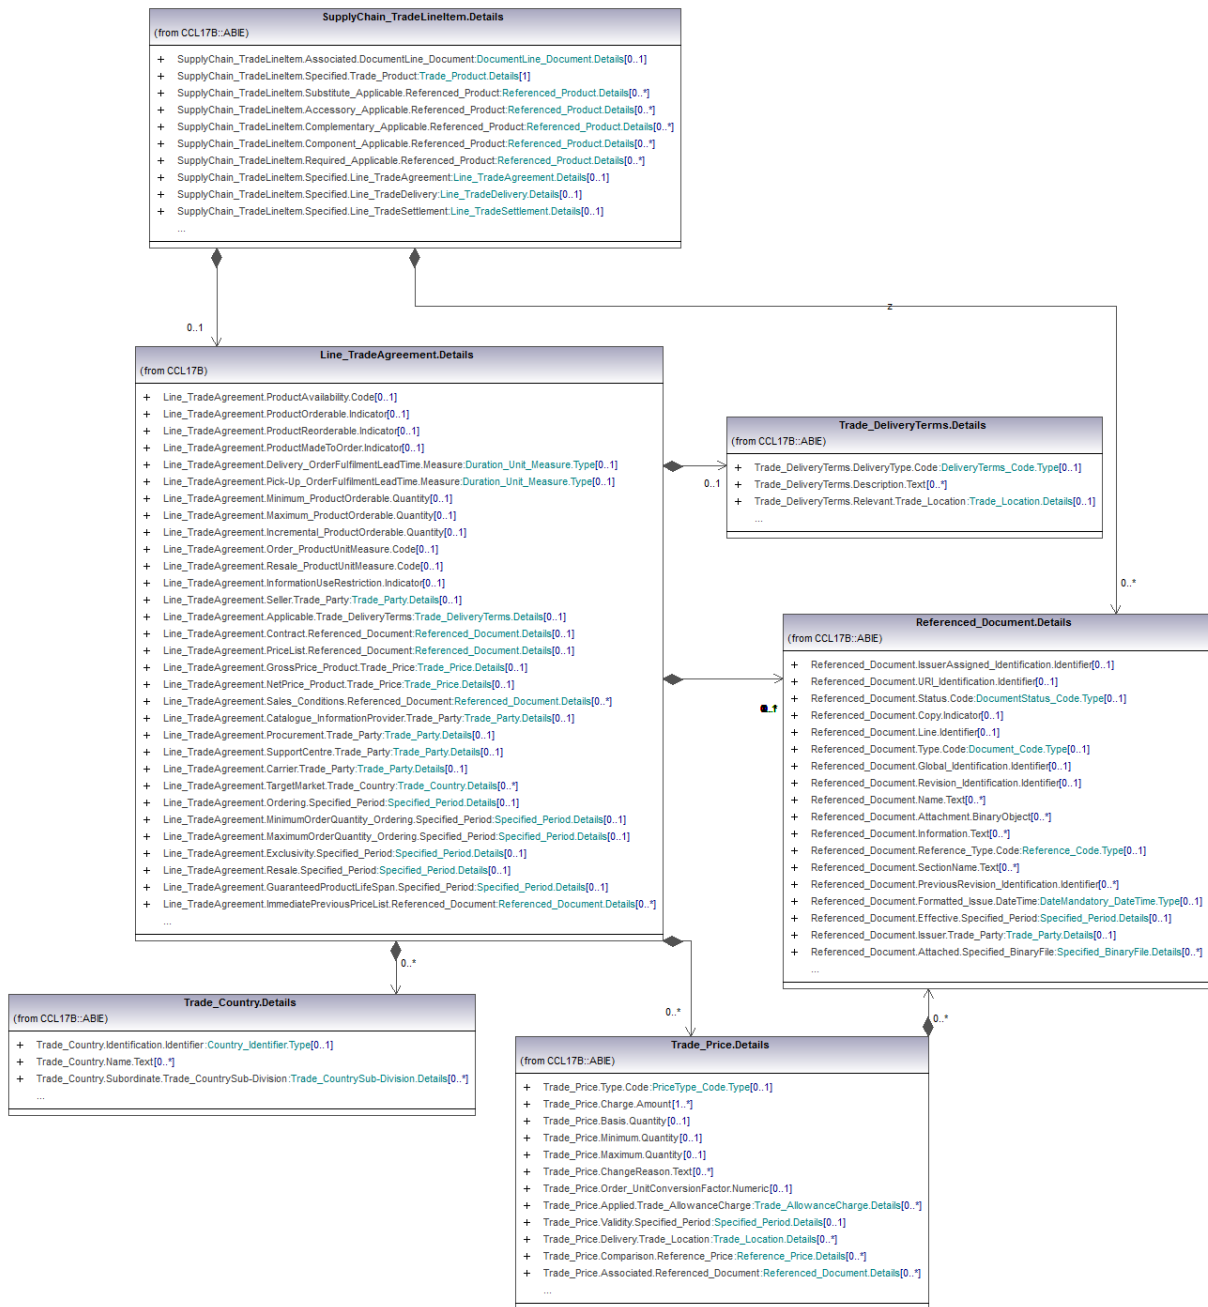 SupplyChain_TradeLineItem.Details
(from CCL17B::ABIE)
+ SupplyChain_TradeLineItem.Associated.DocumentLine_Document:DocumentLine_Document.Details[0..1]
+ SupplyChain_TradeLineItem.Specified.Trade_Product:Trade_Product.Details[1]
+ SupplyChain_TradeLineItem.Substitute_Applicable.Referenced_Product:Referenced_Product.Details[0..*]
+ SupplyChain_TradeLineItem.Accessory_Applicable.Referenced_Product:Referenced_Product.Details[0..*]
+ SupplyChain_TradeLineItem.Complementary_Applicable.Referenced_Product:Referenced_Product.Details[0..*]
+ SupplyChain_TradeLineItem.Component_Applicable.Referenced_Product:Referenced_Product.Details[0..*]
+ SupplyChain_TradeLineItem.Required_Applicable.Referenced_Product:Referenced_Product.Details[0..*]
+ SupplyChain_TradeLineItem.Specified.Line_TradeAgreement:Line_TradeAgreement.Details[0..1]
+ SupplyChain_TradeLineItem.Specified.Line_TradeDelivery:Line_TradeDelivery.Details[0..1]
+ SupplyChain_TradeLineItem.Specified.Line_TradeSettlement:Line_TradeSettlement.Details[0..1]
...
z
0..1
Line_TradeAgreement.Details
(from CCL17B)
+ Line_TradeAgreement.ProductAvailability.Code[0..1]
+ Line_TradeAgreement.ProductOrderable.Indicator[0..1]
+ Line_TradeAgreement.ProductReorderable.Indicator[0..1]
+ Line_TradeAgreement.ProductMadeToOrder.Indicator[0..1]
+ Line_TradeAgreement.Delivery_OrderFulfilmentLeadTime.Measure:Duration_Unit_Measure.Type[0..1]
+ Line_TradeAgreement.Pick-Up_OrderFulfilmentLeadTime.Measure:Duration_Unit_Measure.Type[0..1]
+ Line_TradeAgreement.Minimum_ProductOrderable.Quantity[0..1]
+ Line_TradeAgreement.Maximum_ProductOrderable.Quantity[0..1]
+ Line_TradeAgreement.Incremental_ProductOrderable.Quantity[0..1]
+ Line_TradeAgreement.Order_ProductUnitMeasure.Code[0..1]
+ Line_TradeAgreement.Resale_ProductUnitMeasure.Code[0..1]
+ Line_TradeAgreement.InformationUseRestriction.Indicator[0..1]
+ Line_TradeAgreement.Seller.Trade_Party:Trade_Party.Details[0..1]
+ Line_TradeAgreement.Applicable.Trade_DeliveryTerms:Trade_DeliveryTerms.Details[0..1]
+ Line_TradeAgreement.Contract.Referenced_Document:Referenced_Document.Details[0..1]
+ Line_TradeAgreement.PriceList.Referenced_Document:Referenced_Document.Details[0..1]
+ Line_TradeAgreement.GrossPrice_Product.Trade_Price:Trade_Price.Details[0..1]
+ Line_TradeAgreement.NetPrice_Product.Trade_Price:Trade_Price.Details[0..1]
+ Line_TradeAgreement.Sales_Conditions.Referenced_Document:Referenced_Document.Details[0..*]
+ Line_TradeAgreement.Catalogue_InformationProvider.Trade_Party:Trade_Party.Details[0..1]
+ Line_TradeAgreement.Procurement.Trade_Party:Trade_Party.Details[0..1]
+ Line_TradeAgreement.SupportCentre.Trade_Party:Trade_Party.Details[0..1]
+ Line_TradeAgreement.Carrier.Trade_Party:Trade_Party.Details[0..1]
+ Line_TradeAgreement.TargetMarket.Trade_Country:Trade_Country.Details[0..*]
+ Line_TradeAgreement.Ordering.Specified_Period:Specified_Period.Details[0..1]
+ Line_TradeAgreement.MinimumOrderQuantity_Ordering.Specified_Period:Specified_Period.Details[0..1]
+ Line_TradeAgreement.MaximumOrderQuantity_Ordering.Specified_Period:Specified_Period.Details[0..1]
+ Line_TradeAgreement.Exclusivity.Specified_Period:Specified_Period.Details[0..1]
+ Line_TradeAgreement.Resale.Specified_Period:Specified_Period.Details[0..1]
+ Line_TradeAgreement.GuaranteedProductLifeSpan.Specified_Period:Specified_Period.Details[0..1]
+ Line_TradeAgreement.ImmediatePreviousPriceList.Referenced_Document:Referenced_Document.Details[0..*]
...
0..1
Trade_DeliveryTerms.Details
(from CCL17B::ABIE)
+ Trade_DeliveryTerms.DeliveryType.Code:DeliveryTerms_Code.Type[0..1]
+ Trade_DeliveryTerms.Description.Text[0..*]
+ Trade_DeliveryTerms.Relevant.Trade_Location:Trade_Location.Details[0..1]
...
0..*
Referenced_Document.Details
(from CCL17B::ABIE)
+ Referenced_Document.IssuerAssigned_Identification.Identifier[0..1]
+ Referenced_Document.URI_Identification.Identifier[0..1]
+ Referenced_Document.Status.Code:DocumentStatus_Code.Type[0..1]
+ Referenced_Document.Copy.Indicator[0..1]
+ Referenced_Document.Line.Identifier[0..1]
+ Referenced_Document.Type.Code:Document_Code.Type[0..1]
+ Referenced_Document.Global_Identification.Identifier[0..1]
+ Referenced_Document.Revision_Identification.Identifier[0..1]
+ Referenced_Document.Name.Text[0..*]
+ Referenced_Document.Attachment.BinaryObject[0..*]
+ Referenced_Document.Information.Text[0..*]
+ Referenced_Document.Reference_Type.Code:Reference_Code.Type[0..1]
+ Referenced_Document.SectionName.Text[0..*]
+ Referenced_Document.PreviousRevision_Identification.Identifier[0..*]
+ Referenced_Document.Formatted_Issue.DateTime:DateMandatory_DateTime.Type[0..1]
+ Referenced_Document.Effective.Specified_Period:Specified_Period.Details[0..1]
+ Referenced_Document.Issuer.Trade_Party:Trade_Party.Details[0..1]
+ Referenced_Document.Attached.Specified_BinaryFile:Specified_BinaryFile.Details[0..*]
...
0..*
Trade_Country.Details
(from CCL17B::ABIE)
+ Trade_Country.Identification.Identifier:Country_Identifier.Type[0..1]
+ Trade_Country.Name.Text[0..*]
+ Trade_Country.Subordinate.Trade_CountrySub-Division:Trade_CountrySub-Division.Details[0..*]
...
0..*
0..*
Trade_Price.Details
(from CCL17B::ABIE)
+ Trade_Price.Type.Code:PriceType_Code.Type[0..1]
+ Trade_Price.Charge.Amount[1..*]
+ Trade_Price.Basis.Quantity[0..1]
+ Trade_Price.Minimum.Quantity[0..1]
+ Trade_Price.Maximum.Quantity[0..1]
+ Trade_Price.ChangeReason.Text[0..*]
+ Trade_Price.Order_UnitConversionFactor.Numeric[0..1]
+ Trade_Price.Applied.Trade_AllowanceCharge:Trade_AllowanceCharge.Details[0..*]
+ Trade_Price.Validity.Specified_Period:Specified_Period.Details[0..1]
+ Trade_Price.Delivery.Trade_Location:Trade_Location.Details[0..*]
+ Trade_Price.Comparison.Reference_Price:Reference_Price.Details[0..*]
+ Trade_Price.Associated.Referenced_Document:Referenced_Document.Details[0..*]
...